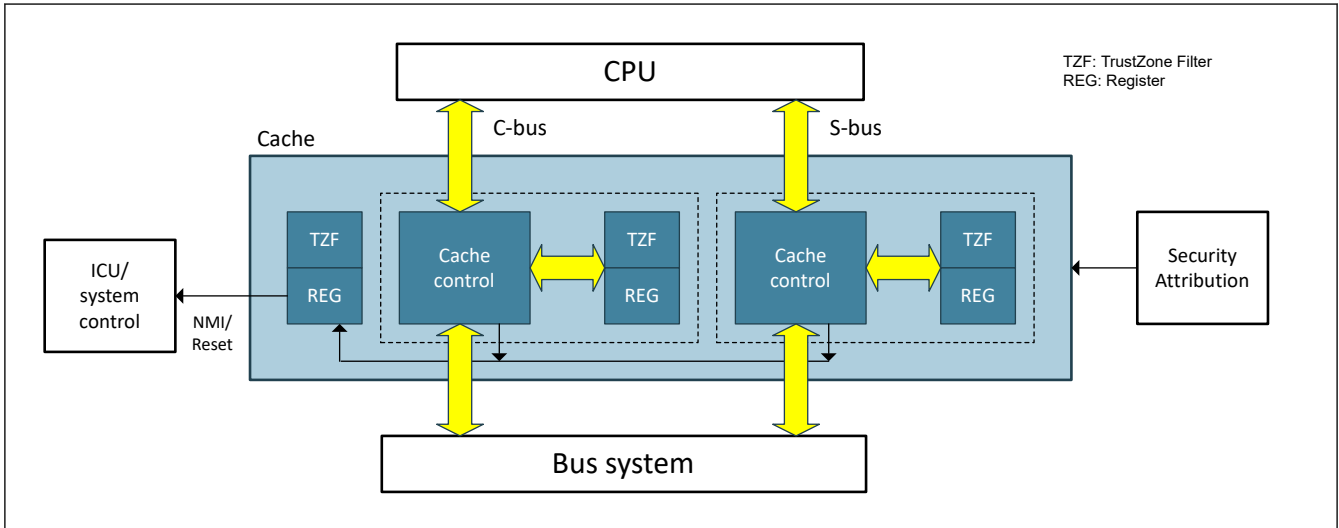 CPU
TZF: TrustZone Filter
REG: Register
C-bus
S-bus
Cache
TZF
REG
Cache
control
TZF
REG
Cache
control
TZF
REG
ICU/
system
control
NMI/
Reset
Security
Attribution
Bus system